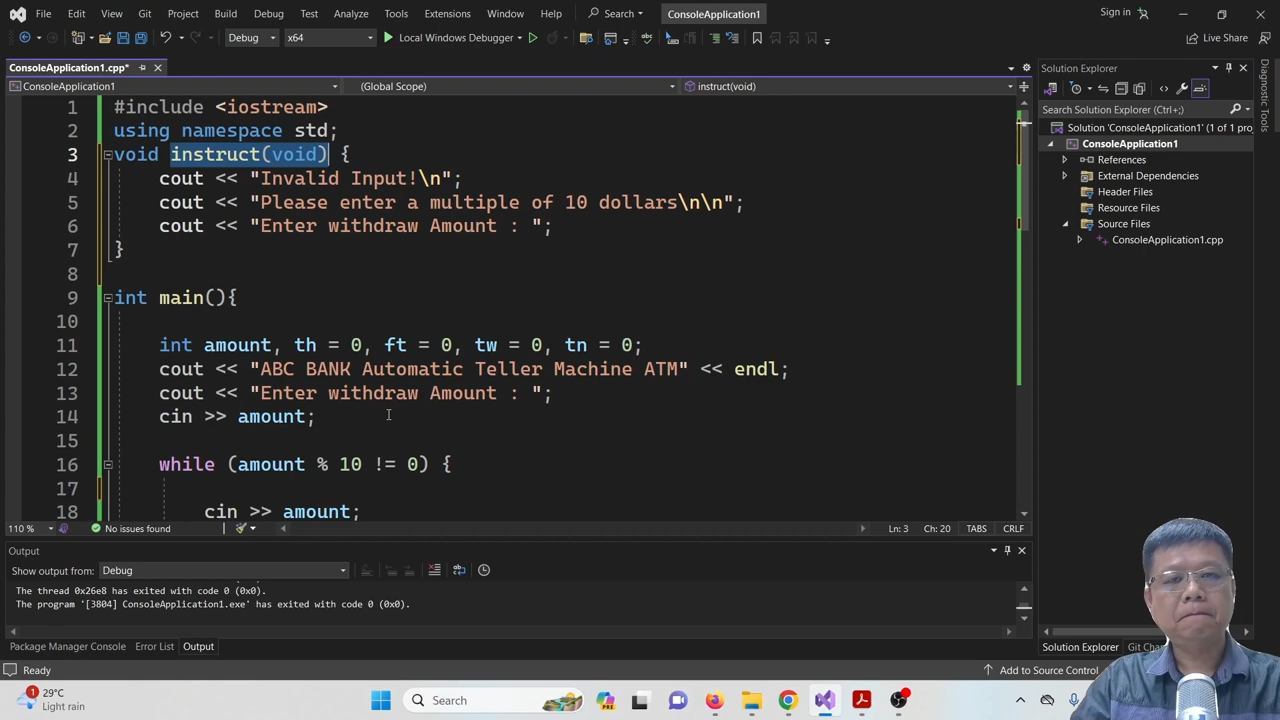 File Edit View Git Project Build Debug Test Analyze Tools Extensions Window Help Search ConsoleApplication1 Sign in
Debug x64 Local Windows Debugger Live Share
ConsoleApplication1.cpp*
ConsoleApplication1 (Global Scope) instruct(void)
1 #include <iostream>
2 using namespace std;
3 void instruct(void) {
4 cout << "Invalid Input!\n";
5 cout << "Please enter a multiple of 10 dollars\n\n";
6 cout << "Enter withdraw Amount : ";
7 }
8
9 int main(){
10
11 int amount, th = 0, ft = 0, tw = 0, tn = 0;
12 cout << "ABC BANK Automatic Teller Machine ATM" << endl;
13 cout << "Enter withdraw Amount : ";
14 cin >> amount;
15
16 while (amount % 10 != 0) {
17
18 cin >> amount;
110 % No issues found Ln: 3 Ch: 20 TABS CRLF
Output
Show output from: Debug
The thread 0x26e8 has exited with code 0 (0x0).
The program '[3804] ConsoleApplication1.exe' has exited with code 0 (0x0).
Package Manager Console Error List Output
Solution Explorer
Search Solution Explorer (Ctrl+;)
Solution 'ConsoleApplication1' (1 of 1 pro
ConsoleApplication1
References
External Dependencies
Header Files
Resource Files
Source Files
ConsoleApplication1.cpp
Solution Explorer Git Ch
Diagnostic Tools
Ready Add to Source Control
1 29°C
Light rain
Search
PRE